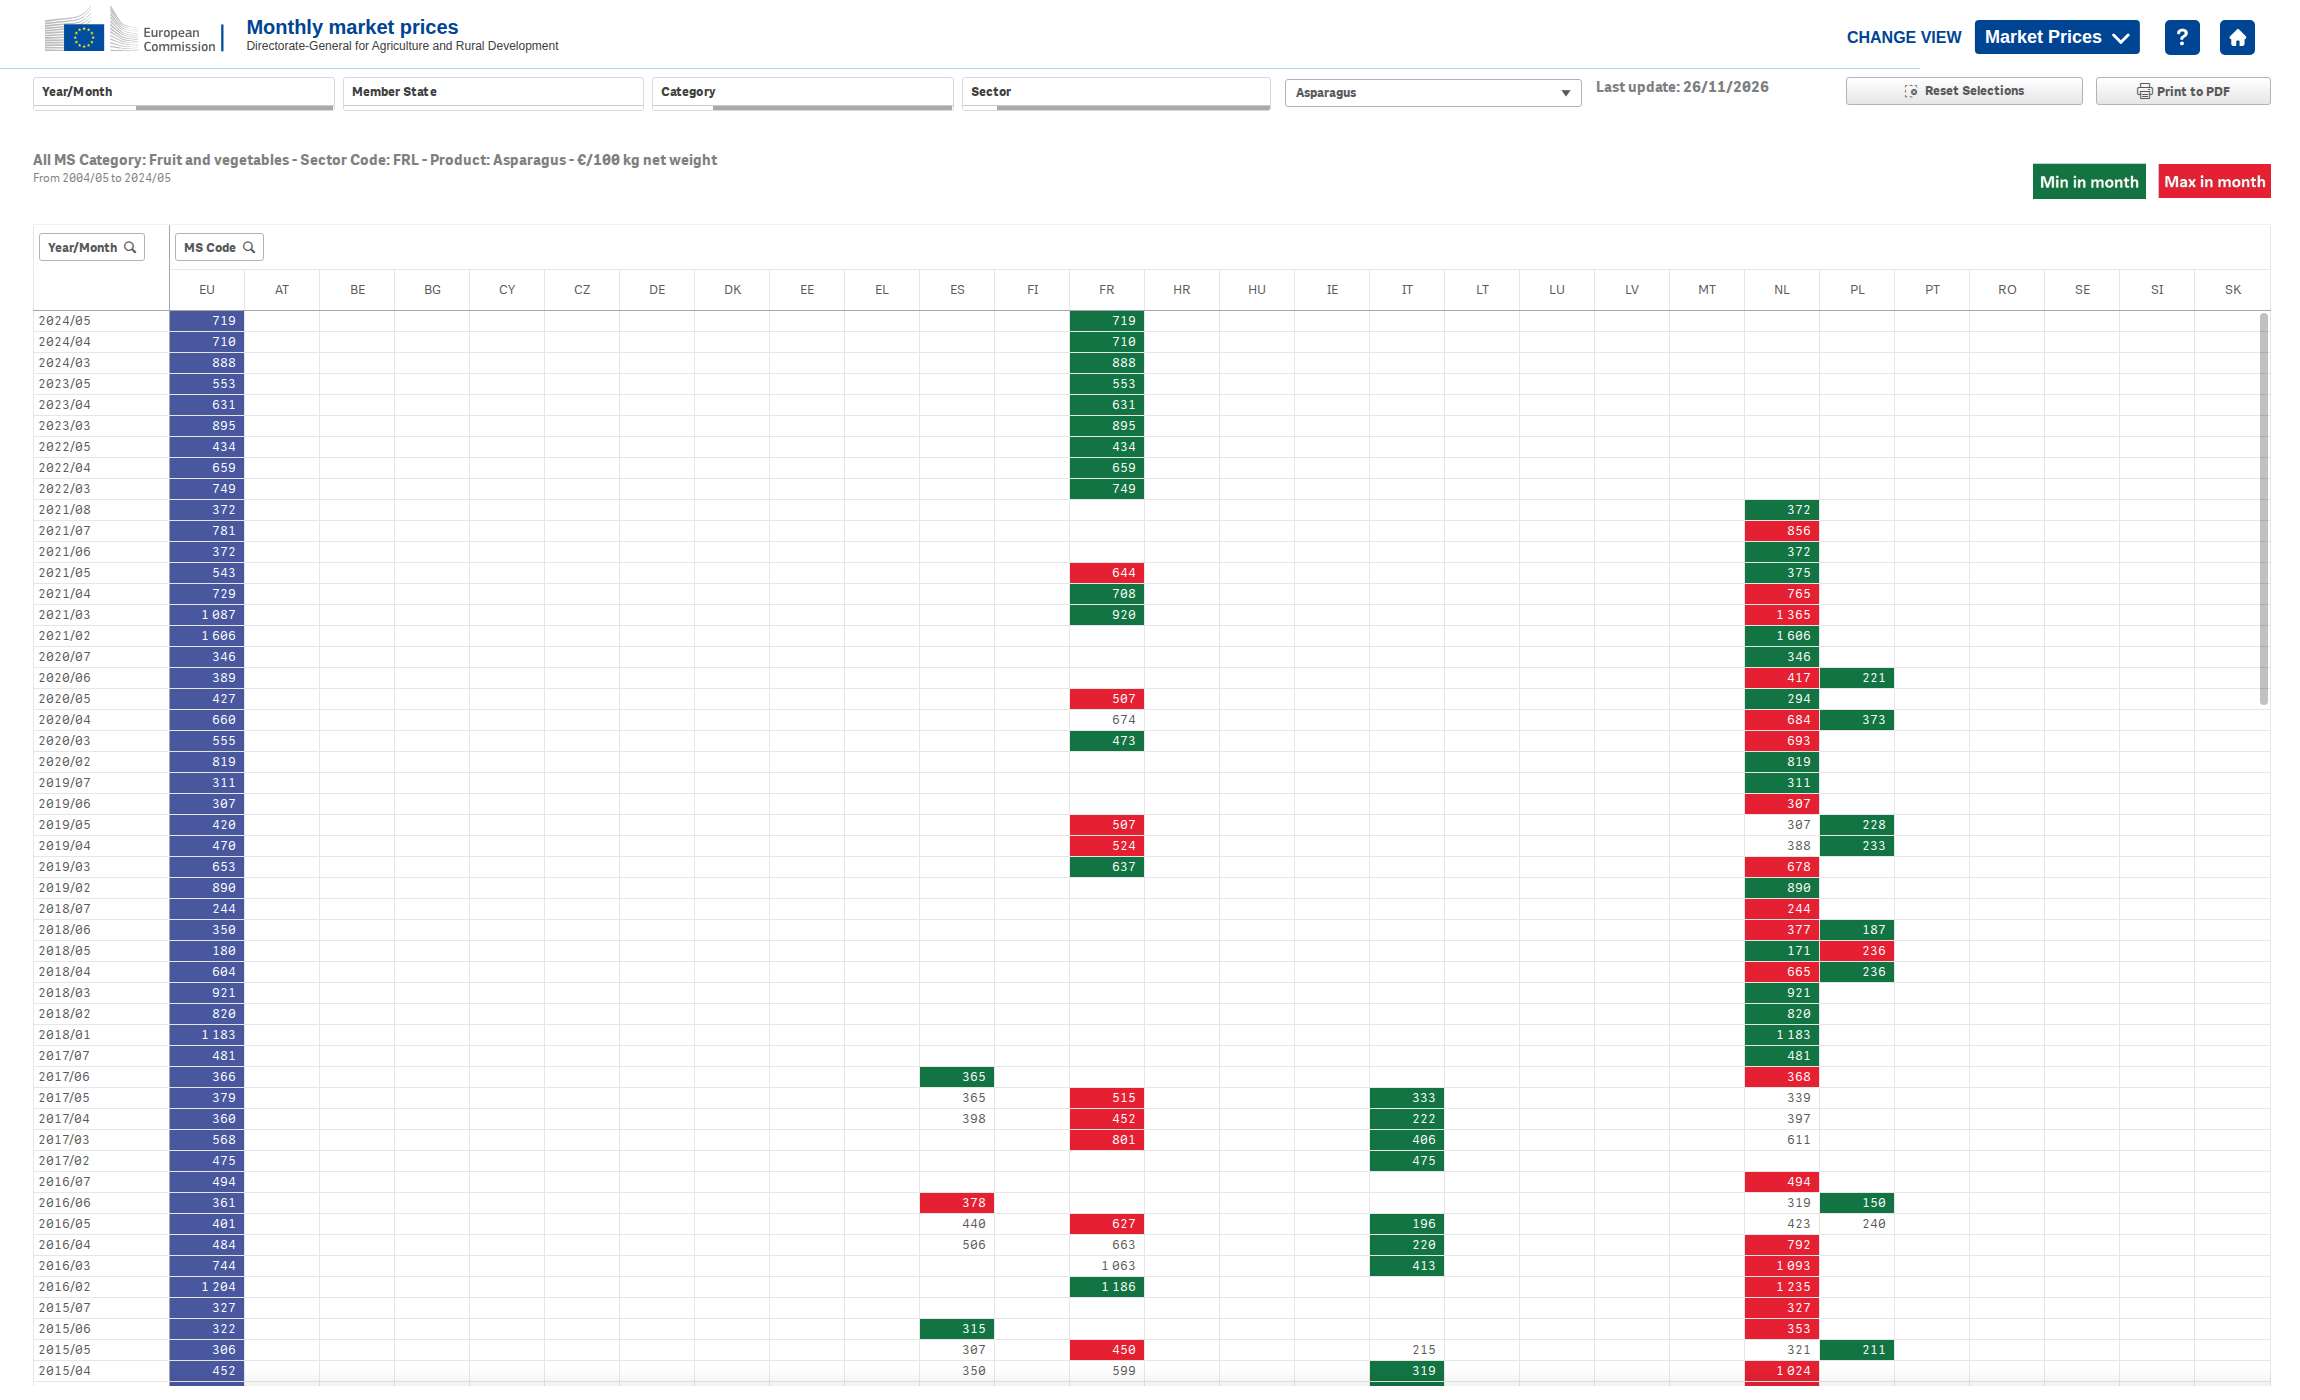 European
Commission
Monthly market prices
Directorate-General for Agriculture and Rural Development
CHANGE VIEW
Market Prices
?
Year/Month
Member State
Category
Sector
Asparagus
Last update: 26/11/2026
Reset Selections
Print to PDF
All MS Category: Fruit and vegetables - Sector Code: FRL - Product: Asparagus - €/100 kg net weight
From 2004/05 to 2024/05
Min in month
Max in month
Year/Month
MS Code
EU AT BE BG CY CZ DE DK EE EL ES FI FR HR HU IE IT LT LU LV MT NL PL PT RO SE SI SK
2024/05 719 719
2024/04 710 710
2024/03 888 888
2023/05 553 553
2023/04 631 631
2023/03 895 895
2022/05 434 434
2022/04 659 659
2022/03 749 749
2021/08 372 372
2021/07 781 856
2021/06 372 372
2021/05 543 644 375
2021/04 729 708 765
2021/03 1 087 920 1 365
2021/02 1 606 1 606
2020/07 346 346
2020/06 389 417 221
2020/05 427 507 294
2020/04 660 674 684 373
2020/03 555 473 693
2020/02 819 819
2019/07 311 311
2019/06 307 307
2019/05 420 507 307 228
2019/04 470 524 388 233
2019/03 653 637 678
2019/02 890 890
2018/07 244 244
2018/06 350 377 187
2018/05 180 171 236
2018/04 604 665 236
2018/03 921 921
2018/02 820 820
2018/01 1 183 1 183
2017/07 481 481
2017/06 366 365 368
2017/05 379 365 515 333 339
2017/04 360 398 452 222 397
2017/03 568 801 406 611
2017/02 475 475
2016/07 494 494
2016/06 361 378 319 150
2016/05 401 440 627 196 423 240
2016/04 484 506 663 220 792
2016/03 744 1 063 413 1 093
2016/02 1 204 1 186 1 235
2015/07 327 327
2015/06 322 315 353
2015/05 306 307 450 215 321 211
2015/04 452 350 599 319 1 024